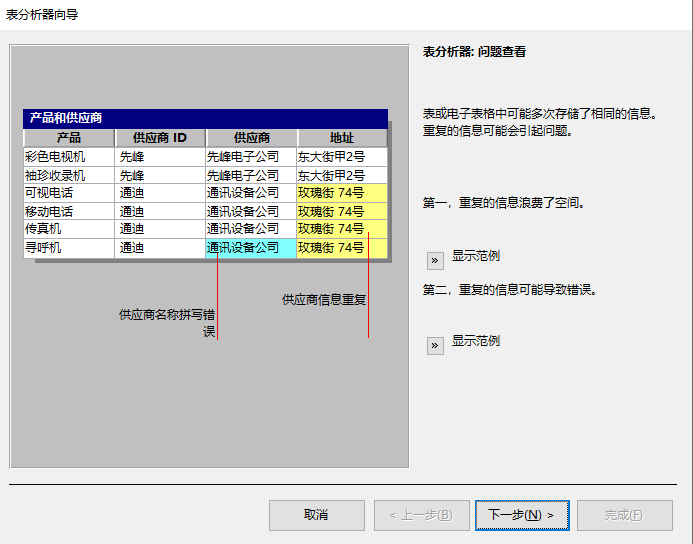 表分析器向导
表分析器: 问题查看
产品和供应商
产品 供应商 ID 供应商 地址
彩色电视机 先峰 先峰电子公司 东大街甲2号
袖珍收录机 先峰 先峰电子公司 东大街甲2号
可视电话 通迪 通讯设备公司 玫瑰街 74号
移动电话 通迪 通讯设备公司 玫瑰街 74号
传真机 通迪 通讯设备公司 玫瑰街 74号
寻呼机 通迪 通讯设备公司 玫瑰街 74号
供应商名称拼写错
误
供应商信息重复
表或电子表格中可能多次存储了相同的信息。
重复的信息可能会引起问题。
第一，重复的信息浪费了空间。
» 显示范例
第二，重复的信息可能导致错误。
» 显示范例
取消 < 上一步(B) 下一步(N) > 完成(F)